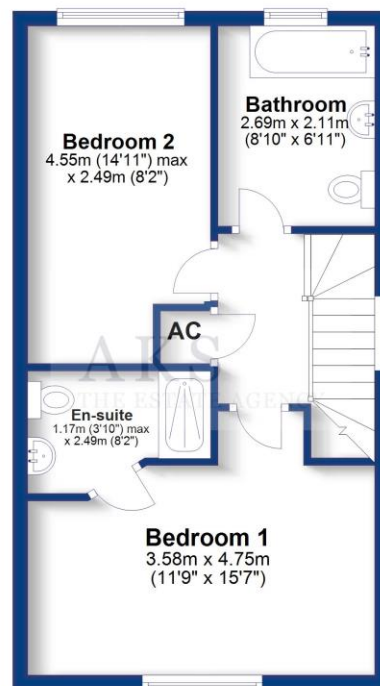 Bedroom 2
4.55m (14'11") max
x 2.49m (8'2")
Bathroom
2.69m x 2.11m
(8'10" x 6'11")
AC
AKS
THE ESTATE AGENCY
En-suite
1.17m (3'10") max
x 2.49m (8'2")
Bedroom 1
3.58m x 4.75m
(11'9" x 15'7")